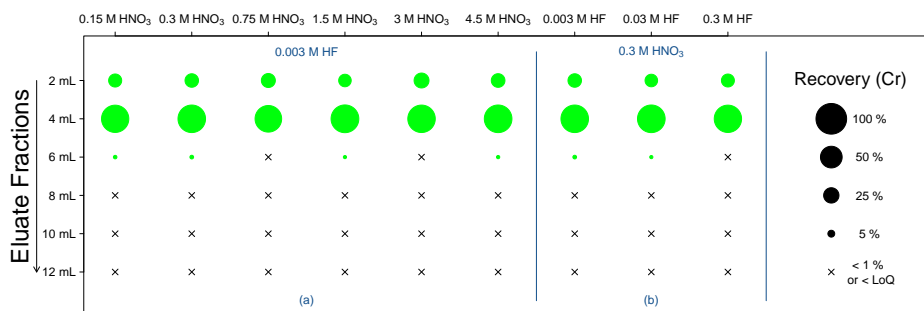 0.15 M HNO₃ 0.3 M HNO₃ 0.75 M HNO₃ 1.5 M HNO₃ 3 M HNO₃ 4.5 M HNO₃ 0.003 M HF 0.03 M HF 0.3 M HF
0.003 M HF 0.3 M HNO₃
Eluate Fractions
2 mL
4 mL
6 mL
8 mL
10 mL
12 mL
(a) (b)
Recovery (Cr)
100 %
50 %
25 %
5 %
< 1 %
or < LoQ